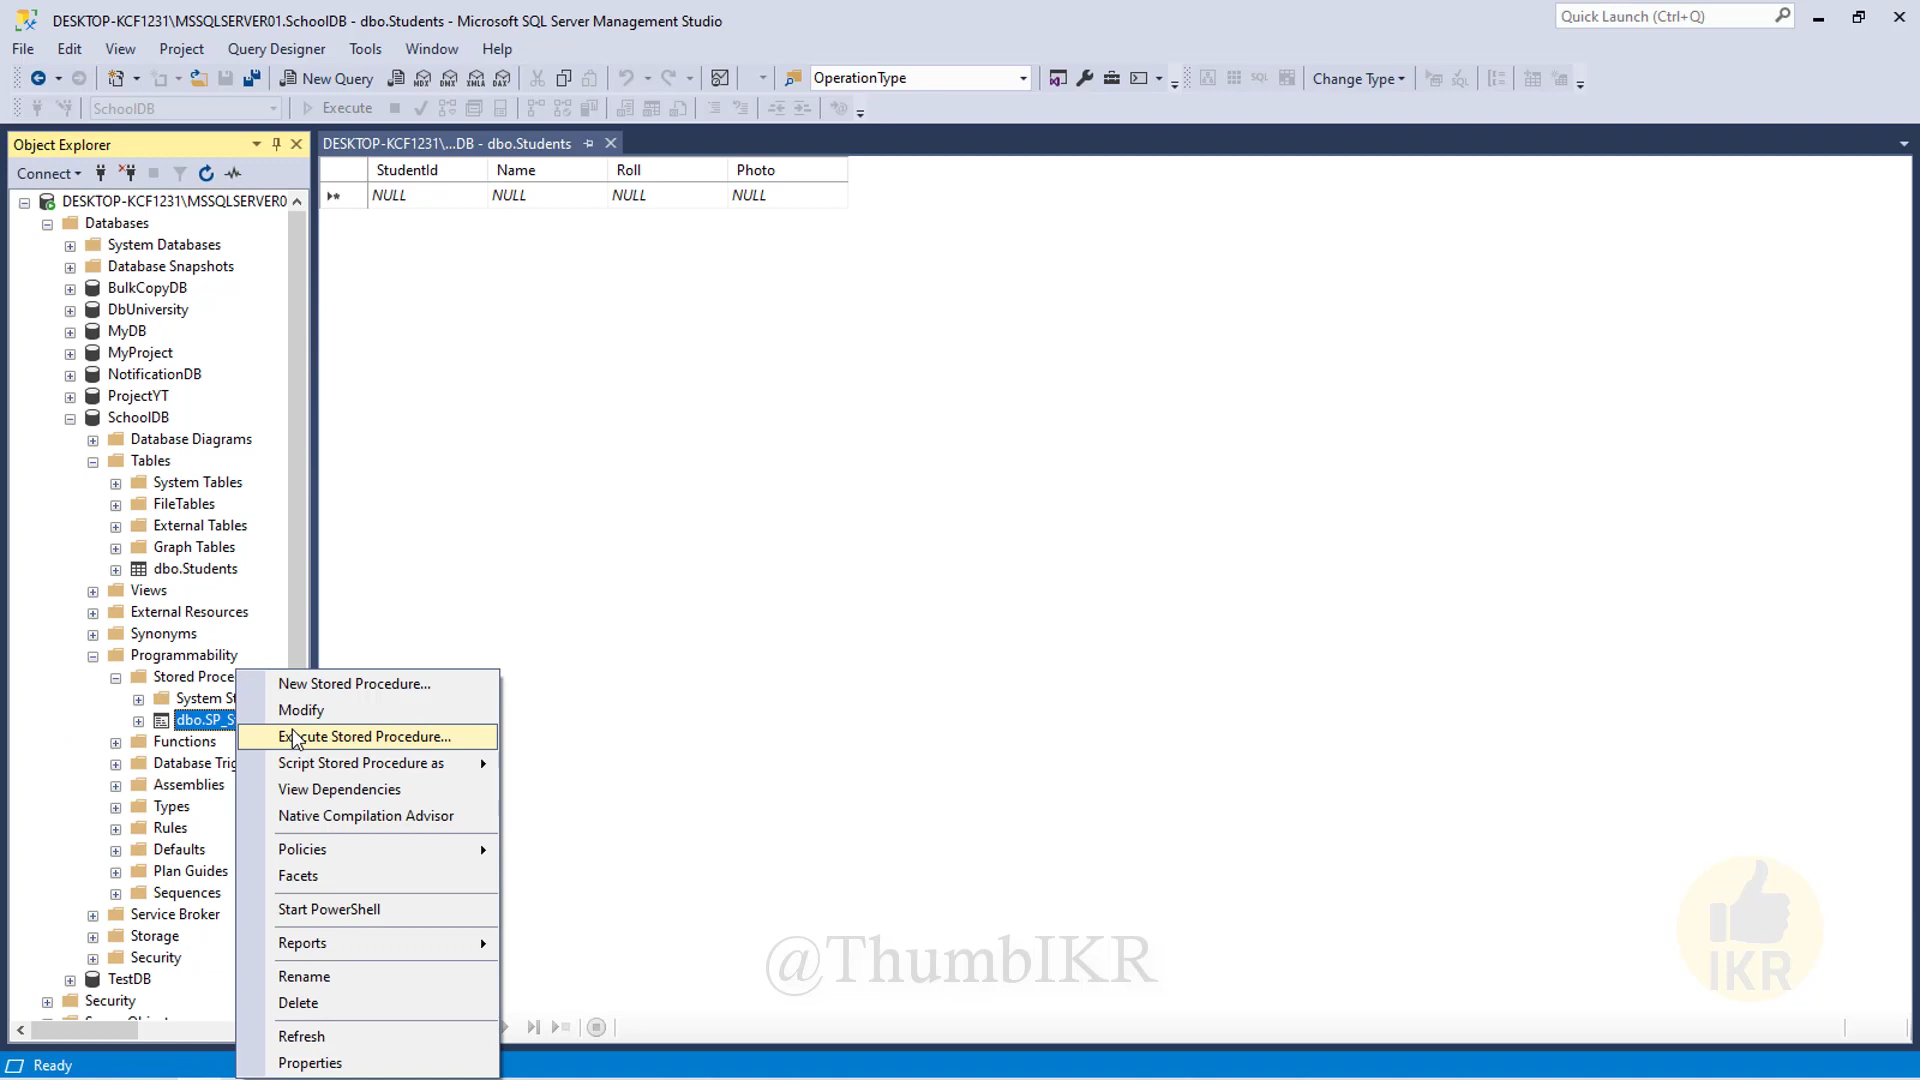 DESKTOP-KCF1231\MSSQLSERVER01.SchoolDB - dbo.Students - Microsoft SQL Server Management Studio
Quick Launch (Ctrl+Q)
File Edit View Project Query Designer Tools Window Help
New Query MDX DMX XMLA DAX OperationType SQL Change Type
SchoolDB Execute
Object Explorer
DESKTOP-KCF1231\...DB - dbo.Students
Connect
StudentId Name Roll Photo
NULL NULL NULL NULL
DESKTOP-KCF1231\MSSQLSERVER0
Databases
System Databases
Database Snapshots
BulkCopyDB
DbUniversity
MyDB
MyProject
NotificationDB
ProjectYT
SchoolDB
Database Diagrams
Tables
System Tables
FileTables
External Tables
Graph Tables
dbo.Students
Views
External Resources
Synonyms
Programmability
Stored Proce
System St
dbo.SP_S
Functions
Database Trig
Assemblies
Types
Rules
Defaults
Plan Guides
Sequences
Service Broker
Storage
Security
TestDB
Security
New Stored Procedure...
Modify
Execute Stored Procedure...
Script Stored Procedure as
View Dependencies
Native Compilation Advisor
Policies
Facets
Start PowerShell
Reports
Rename
Delete
Refresh
Properties
@ThumbIKR
IKR
Ready